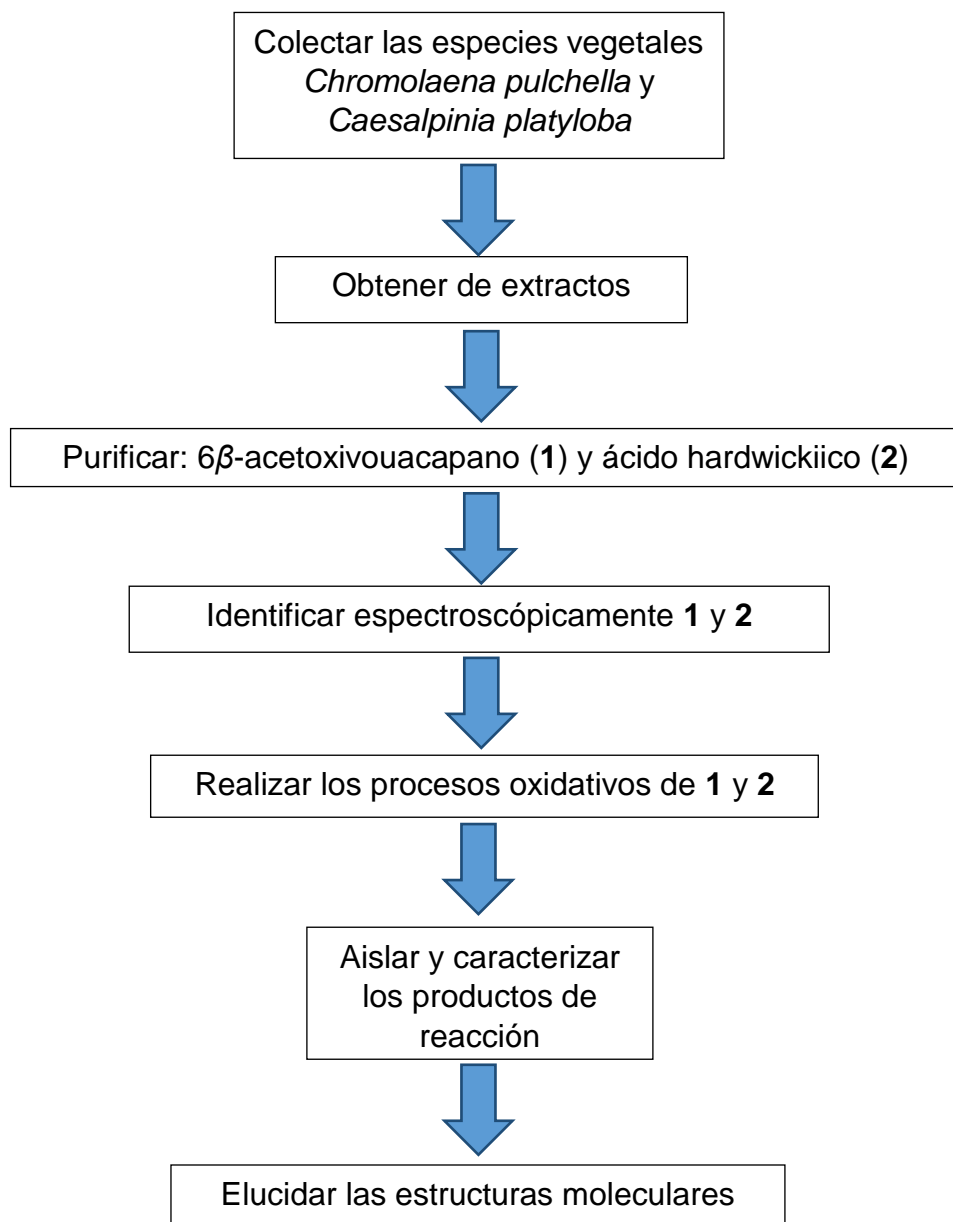 Colectar las especies vegetales
Chromolaena pulchella y
Caesalpinia platyloba
Obtener de extractos
Purificar: 6β-acetoxivouacapano (1) y ácido hardwickiico (2)
Identificar espectroscópicamente 1 y 2
Realizar los procesos oxidativos de 1 y 2
Aislar y caracterizar
los productos de
reacción
Elucidar las estructuras moleculares